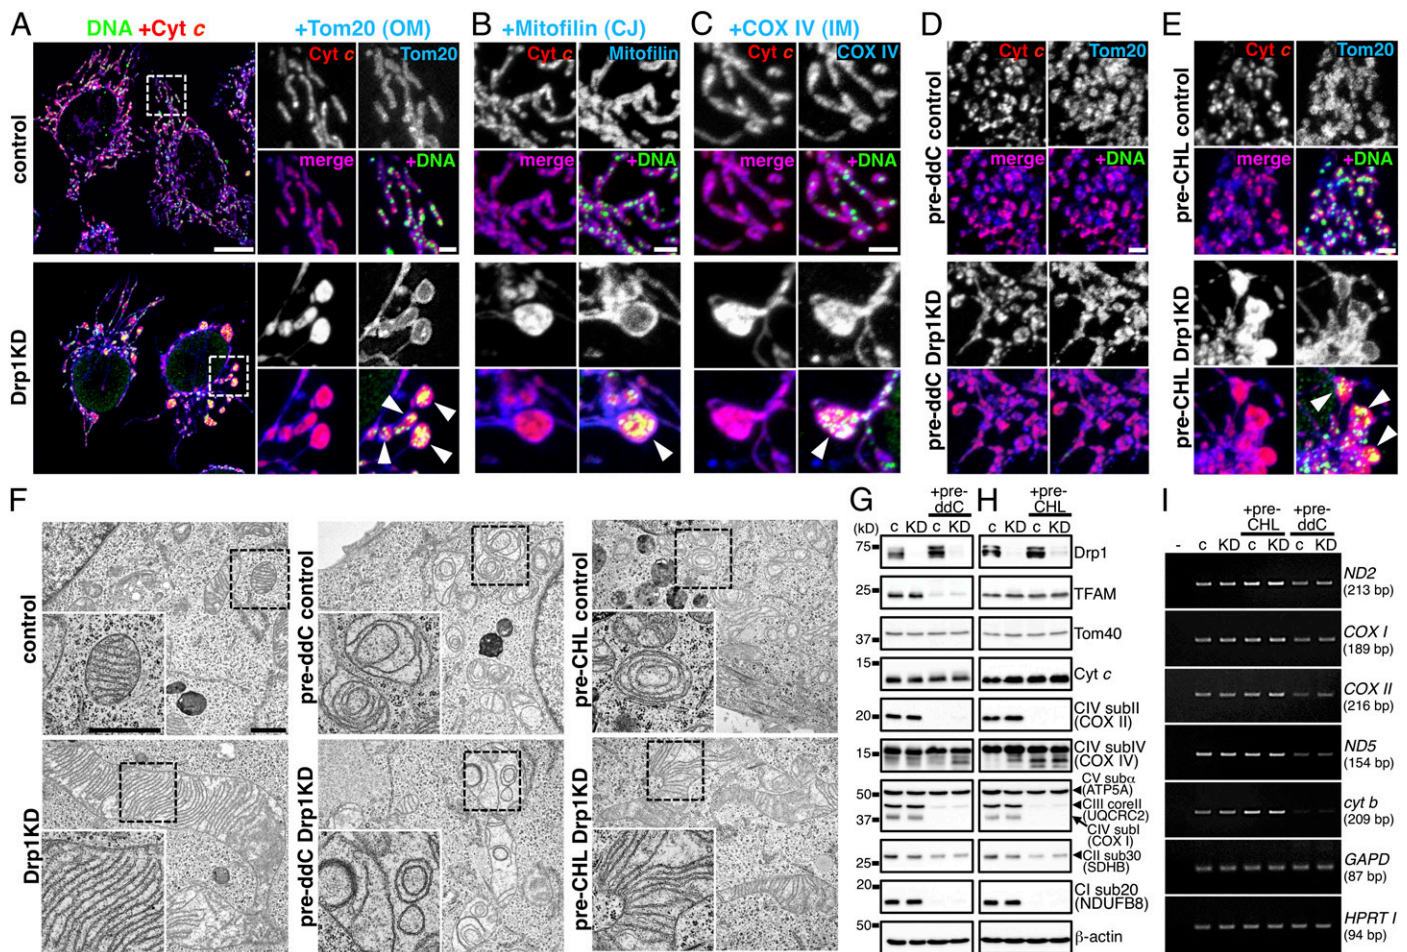 A
DNA +Cyt c
+Tom20 (OM)
Cyt c
Tom20
merge
+DNA
control
Drp1KD
B
+Mitofilin (CJ)
Cyt c
Mitofilin
merge
+DNA
C
+COX IV (IM)
Cyt c
COX IV
merge
+DNA
D
Cyt c
Tom20
merge
+DNA
pre-ddC control
pre-ddC Drp1KD
E
Cyt c
Tom20
merge
+DNA
pre-CHL control
pre-CHL Drp1KD
F
control
pre-ddC control
pre-CHL control
Drp1KD
pre-ddC Drp1KD
pre-CHL Drp1KD
G
+pre-
ddC
(kD)
c KD c KD
H
+pre-
CHL
c KD c KD
75
Drp1
25
TFAM
37
Tom40
15
Cyt c
20
CIV subII
(COX II)
15
CIV subIV
(COX IV)
50
37
CV subα
(ATP5A)
CIII coreII
(UQCRC2)
CIV subI
(COX I)
25
CII sub30
(SDHB)
20
CI sub20
(NDUFB8)
50
β-actin
I
+pre-
CHL
+pre-
ddC
- c KD c KD c KD
ND2
(213 bp)
COX I
(189 bp)
COX II
(216 bp)
ND5
(154 bp)
cyt b
(209 bp)
GAPD
(87 bp)
HPRT I
(94 bp)